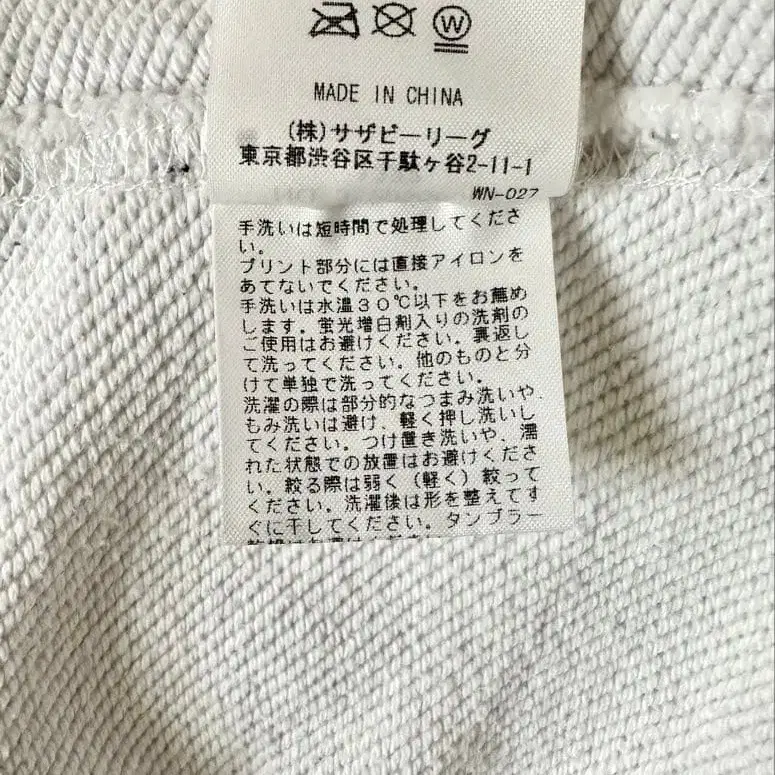 W
MADE IN CHINA
(株)サザビーリーグ
東京都渋谷区千駄ヶ谷2-11-1
WN-027
手洗いは短時間で処理してくださ
い。
プリント部分には直接アイロンを
あてないでください。
手洗いは水温30℃以下をお薦め
します。蛍光増白剤入りの洗剤の
ご使用はお避けください。裏返し
て洗ってください。他のものと分
けて単独で洗ってください。
洗濯の際は部分的なつまみ洗いや、
もみ洗いは避け、軽く押し洗いし
てください。つけ置き洗いや、濡
れた状態での放置はお避けくださ
い。絞る際は弱く(軽く)絞って
ください。洗濯後は形を整えてす
ぐに干してください。タンブラー